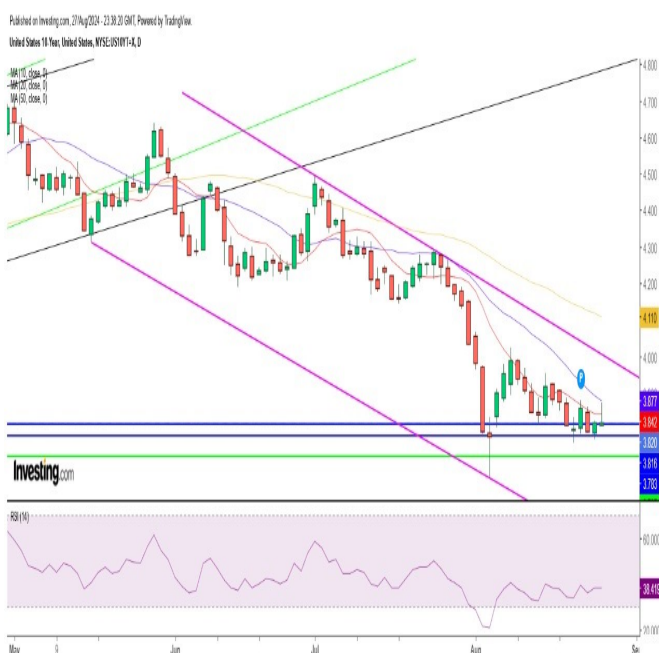 Published on Investing.com, 27/Aug/2024 - 23:38:20 GMT, Powered by TradingView.
United States 10-Year, United States, NYSE:US10YT=X, D
MA (10, close, 0)
MA (20, close, 0)
MA (50, close, 0)
4.800
4.700
4.600
4.500
4.400
4.300
4.200
4.110
4.000
P
3.877
3.842
3.820
3.816
3.783
Investing.com
RSI (14)
60.000
38.418
20.000
May
9
Jun
Jul
Aug